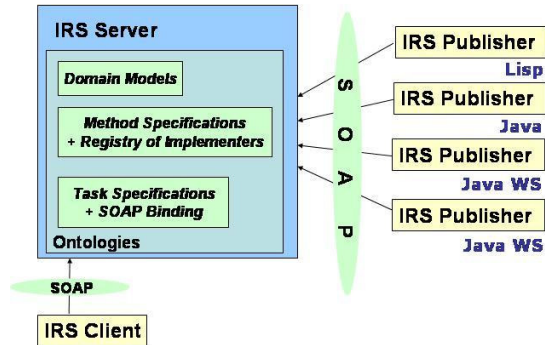 IRS Server
Domain Models
Method Specifications
+ Registry of Implementers
Task Specifications
+ SOAP Binding
Ontologies
SOAP
IRS Client
S
O
A
P
IRS Publisher
Lisp
IRS Publisher
Java
IRS Publisher
Java WS
IRS Publisher
Java WS